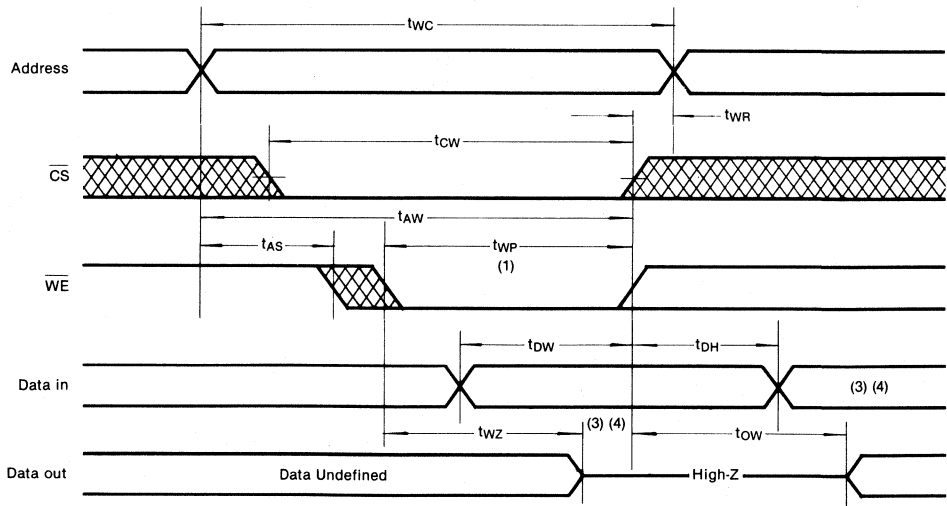 tWC
Address
tWR
tCW
CS
tAW
tAS
tWP
(1)
WE
tDW
tDH
Data in
(3) (4)
tWZ
(3) (4)
tOW
Data out
Data Undefined
High-Z